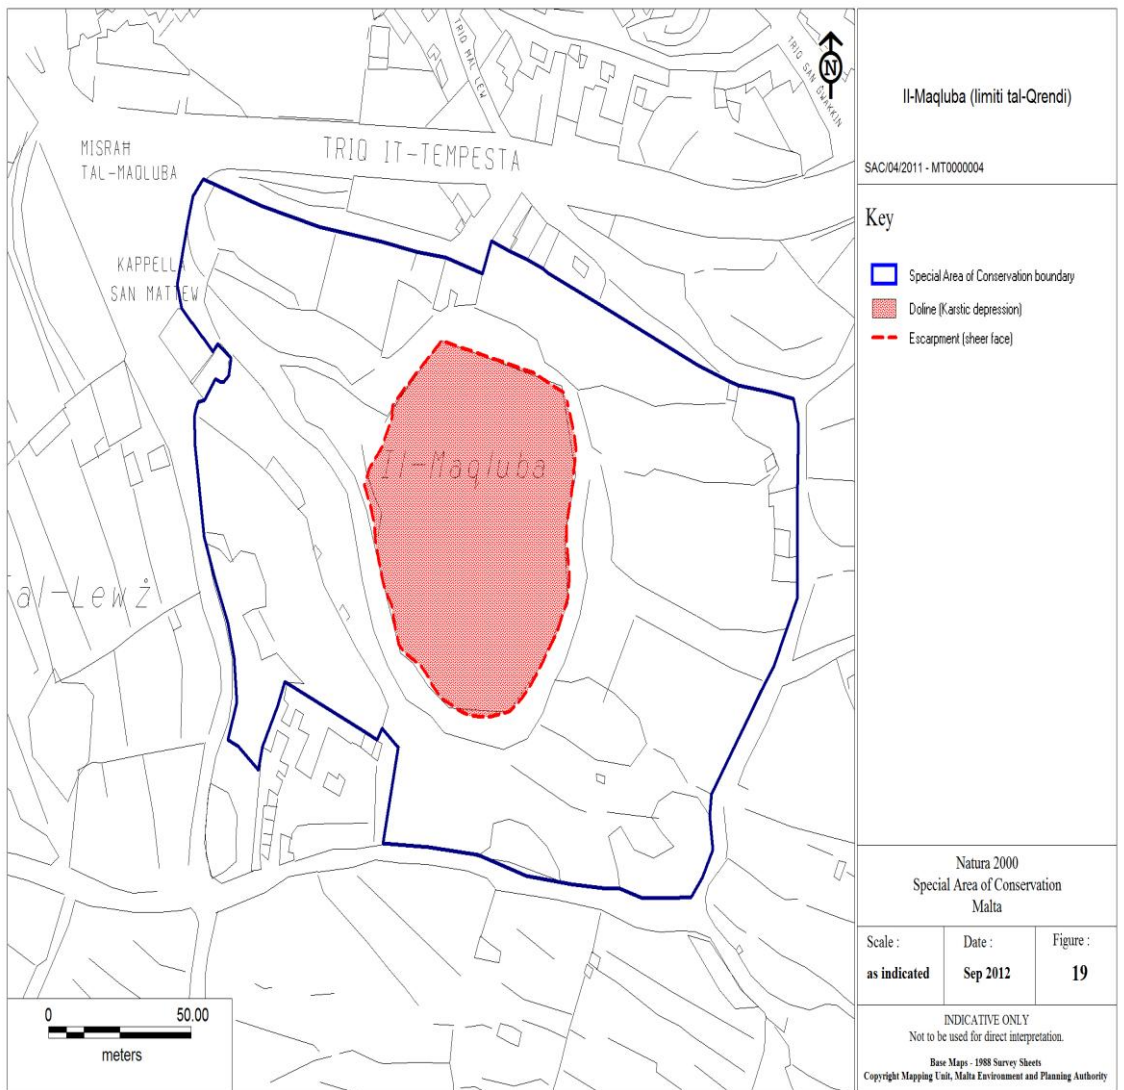 TRIQ MAL LEW
TRIQ SAN GWAKKIN
N
MISRAĦ
TAL-MAQLUBA
TRIQ IT-TEMPESTA
KAPPELLA
SAN MATTEW
Il-Maqluba
al-Lewż
0 50.00
meters
Il-Maqluba (limiti tal-Qrendi)
SAC/04/2011 - MT0000004
Key
Special Area of Conservation boundary
Doline (Karstic depression)
Escarpment (sheer face)
Natura 2000
Special Area of Conservation
Malta
Scale :
as indicated
Date :
Sep 2012
Figure :
19
INDICATIVE ONLY
Not to be used for direct interpretation.
Base Maps - 1988 Survey Sheets
Copyright Mapping Unit, Malta Environment and Planning Authority